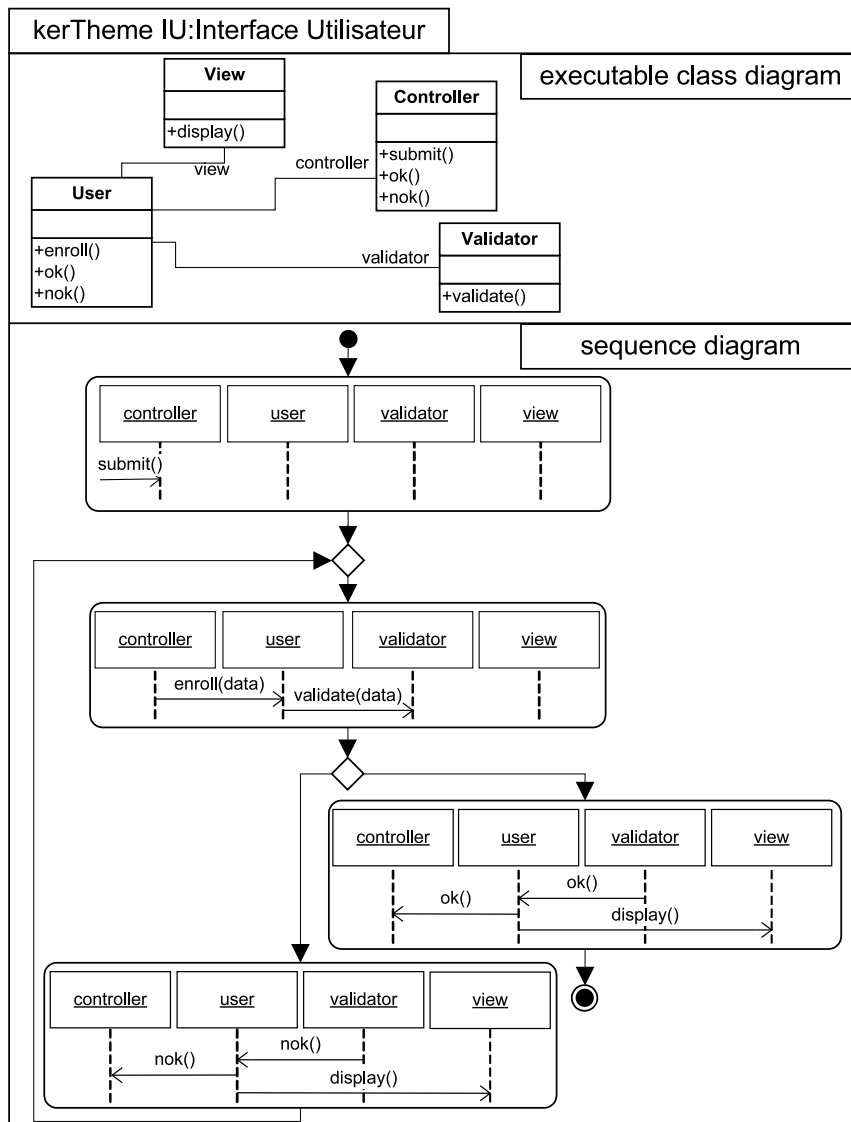 kerTheme IU:Interface Utilisateur
executable class diagram
View
+display()
Controller
+submit()
+ok()
+nok()
view
controller
User
+enroll()
+ok()
+nok()
validator
Validator
+validate()
sequence diagram
controller user validator view
submit()
controller user validator view
enroll(data)
validate(data)
controller user validator view
ok()
ok()
display()
controller user validator view
nok()
nok()
display()